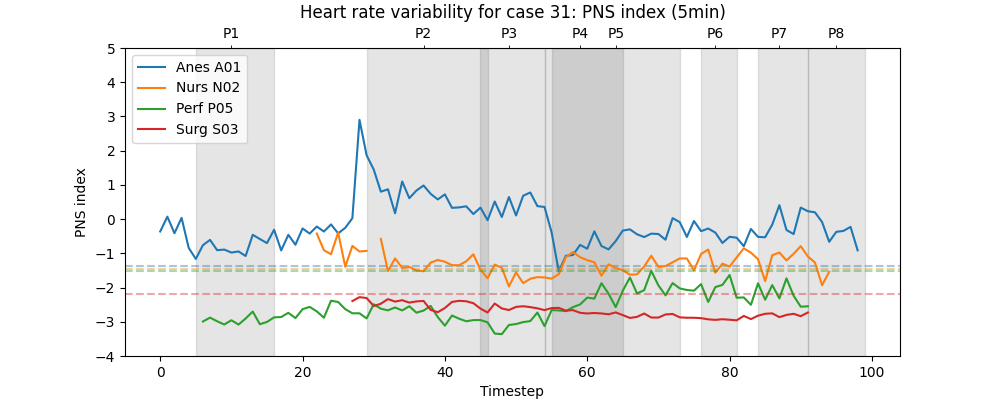 Heart rate variability for case 31: PNS index (5min)
P1 P2 P3 P4 P5 P6 P7 P8
Anes A01
Nurs N02
Perf P05
Surg S03
PNS index
5
4
3
2
1
0
−1
−2
−3
−4
0 20 40 60 80 100
Timestep